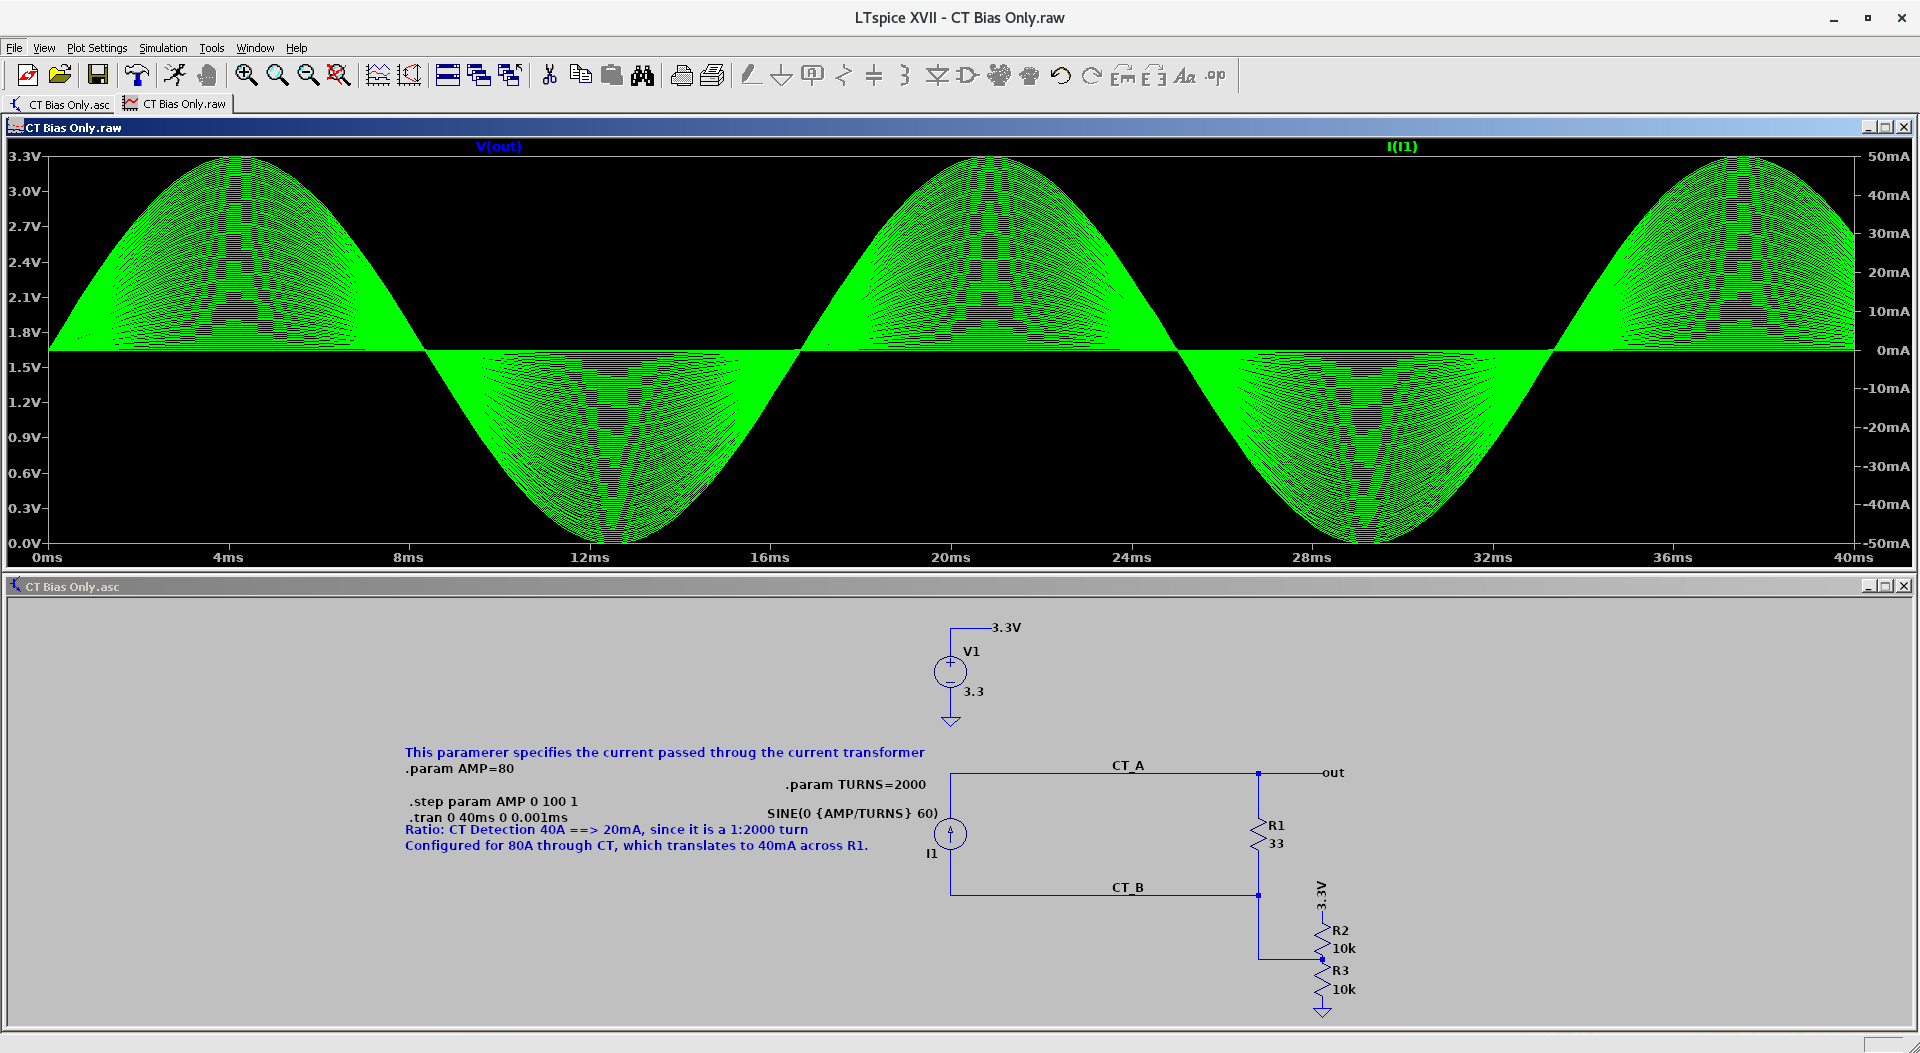 LTspice XVII - CT Bias Only.raw
File View Plot Settings Simulation Tools Window Help
CT Bias Only.asc CT Bias Only.raw
CT Bias Only.raw
V(out) I(I1)
3.3V 50mA
3.0V 40mA
2.7V 30mA
2.4V 20mA
2.1V 10mA
1.8V 0mA
1.5V -10mA
1.2V -20mA
0.9V -30mA
0.6V -40mA
0.3V -50mA
0.0V
0ms 4ms 8ms 12ms 16ms 20ms 24ms 28ms 32ms 36ms 40ms
CT Bias Only.asc
3.3V
V1
3.3
This paramerer specifies the current passed throug the current transformer
.param AMP=80
.param TURNS=2000
.step param AMP 0 100 1
SINE(0 {AMP/TURNS} 60)
.tran 0 40ms 0 0.001ms
Ratio: CT Detection 40A ==> 20mA, since it is a 1:2000 turn
Configured for 80A through CT, which translates to 40mA across R1.
I1
CT_A
out
R1
33
CT_B
3.3V
R2
10k
R3
10k